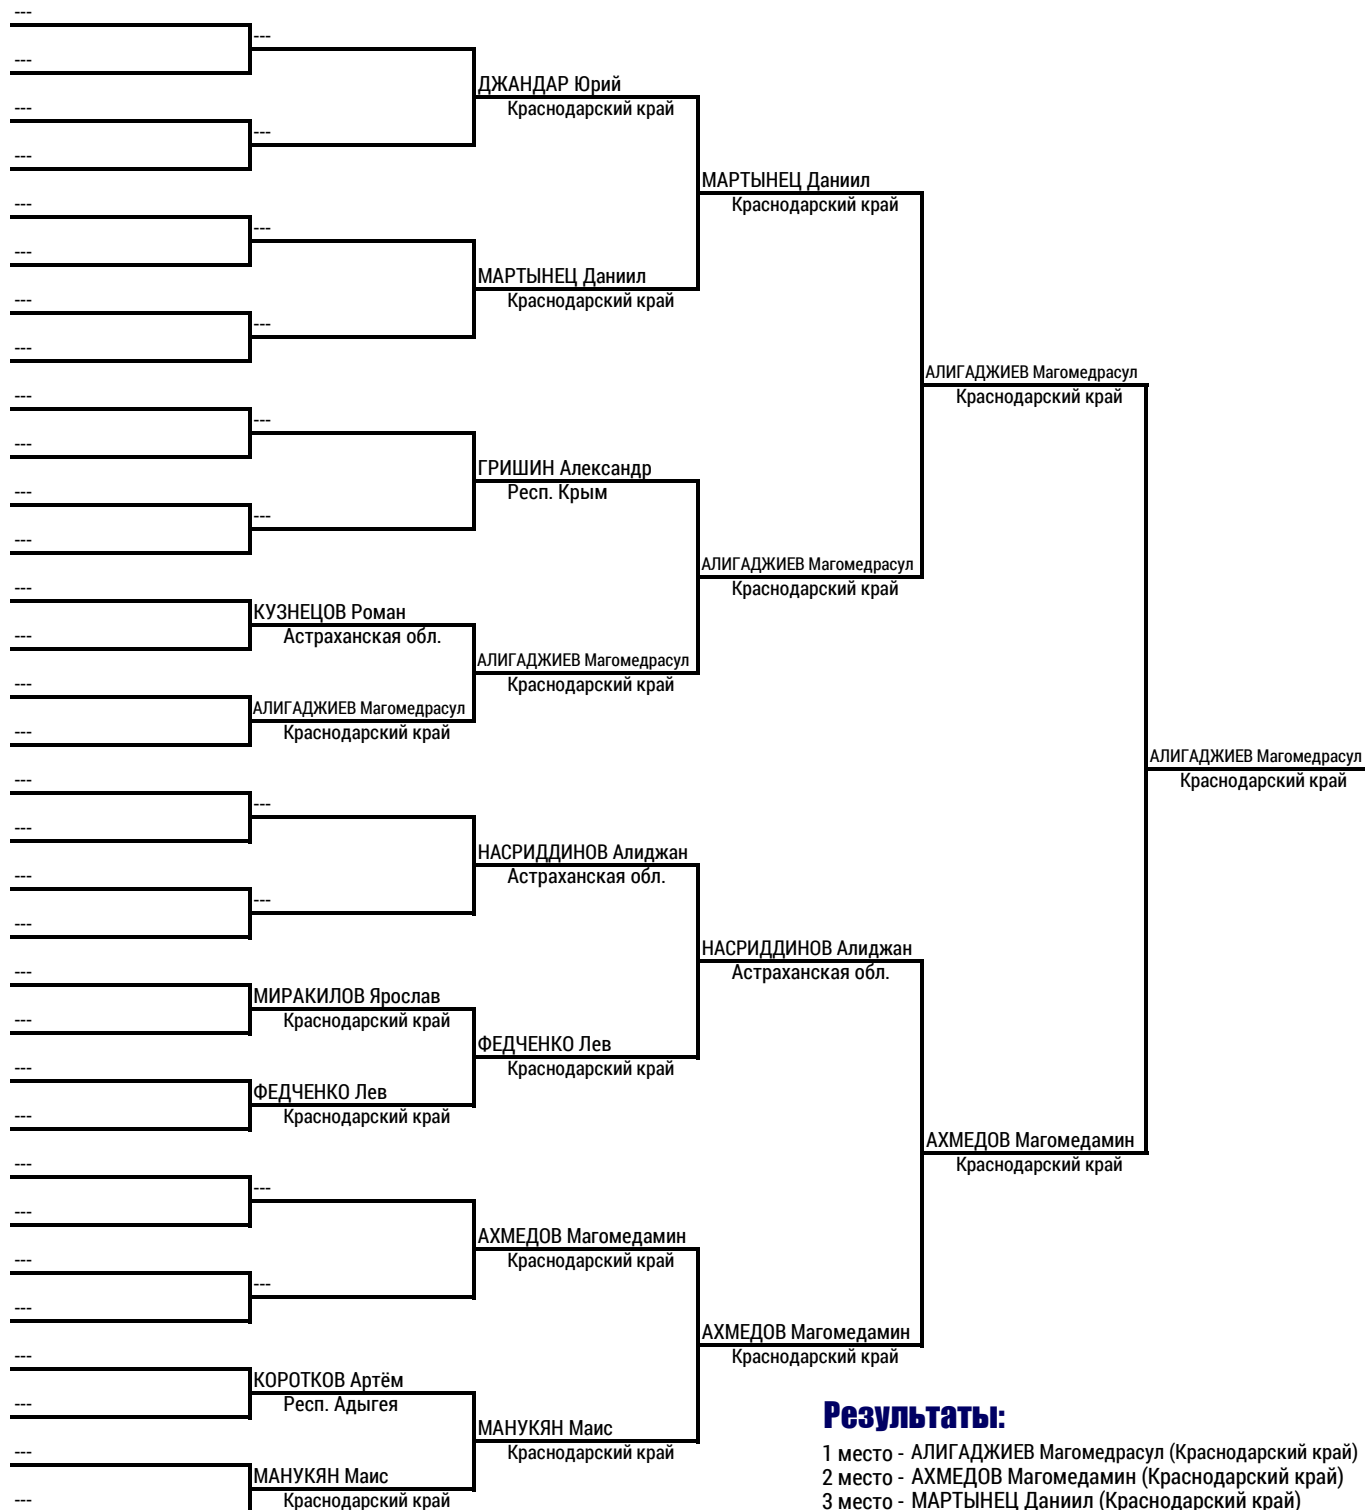 ---
---
---
---
---
---
ДЖАНДАР Юрий
Краснодарский край
МАРТЫНЕЦ Даниил
Краснодарский край
---
---
---
---
---
---
МАРТЫНЕЦ Даниил
Краснодарский край
АЛИГАДЖИЕВ Магомедрасул
Краснодарский край
---
---
---
---
---
---
ГРИШИН Александр
Респ. Крым
АЛИГАДЖИЕВ Магомедрасул
Краснодарский край
---
---
КУЗНЕЦОВ Роман
Астраханская обл.
АЛИГАДЖИЕВ Магомедрасул
Краснодарский край
---
---
АЛИГАДЖИЕВ Магомедрасул
Краснодарский край
АЛИГАДЖИЕВ Магомедрасул
Краснодарский край
---
---
---
---
---
---
НАСРИДДИНОВ Алиджан
Астраханская обл.
НАСРИДДИНОВ Алиджан
Астраханская обл.
---
---
МИРАКИЛОВ Ярослав
Краснодарский край
ФЕДЧЕНКО Лев
Краснодарский край
---
---
ФЕДЧЕНКО Лев
Краснодарский край
АХМЕДОВ Магомедамин
Краснодарский край
---
---
---
---
---
---
АХМЕДОВ Магомедамин
Краснодарский край
АХМЕДОВ Магомедамин
Краснодарский край
---
---
КОРОТКОВ Артём
Респ. Адыгея
МАНУКЯН Маис
Краснодарский край
---
---
МАНУКЯН Маис
Краснодарский край
Результаты:
1 место - АЛИГАДЖИЕВ Магомедрасул (Краснодарский край)
2 место - АХМЕДОВ Магомедамин (Краснодарский край)
3 место - МАРТЫНЕЦ Даниил (Краснодарский край)